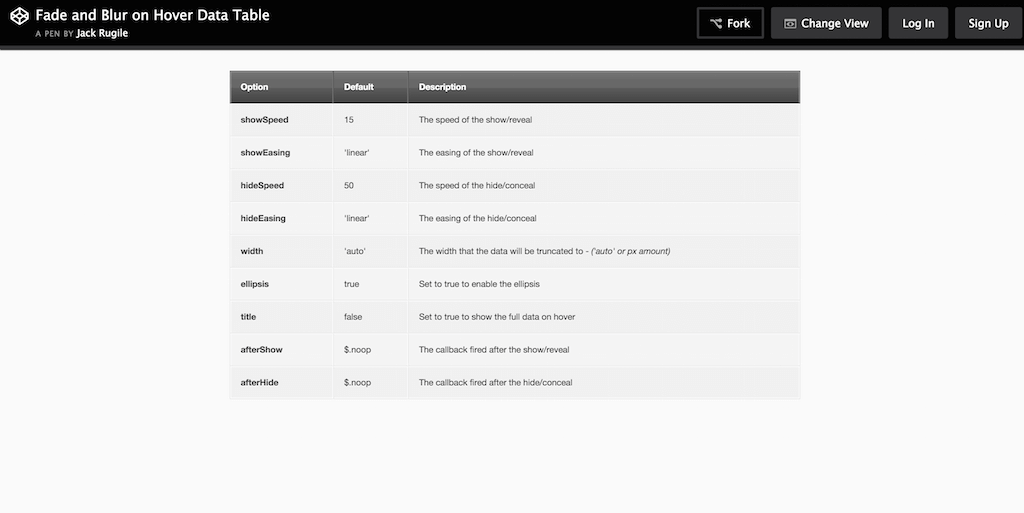 Fade and Blur on Hover Data Table
A PEN BY Jack Rugile
Fork
Change View
Log In
Sign Up
Option Default Description
showSpeed 15 The speed of the show/reveal
showEasing 'linear' The easing of the show/reveal
hideSpeed 50 The speed of the hide/conceal
hideEasing 'linear' The easing of the hide/conceal
width 'auto' The width that the data will be truncated to - ('auto' or px amount)
ellipsis true Set to true to enable the ellipsis
title false Set to true to show the full data on hover
afterShow $.noop The callback fired after the show/reveal
afterHide $.noop The callback fired after the hide/conceal